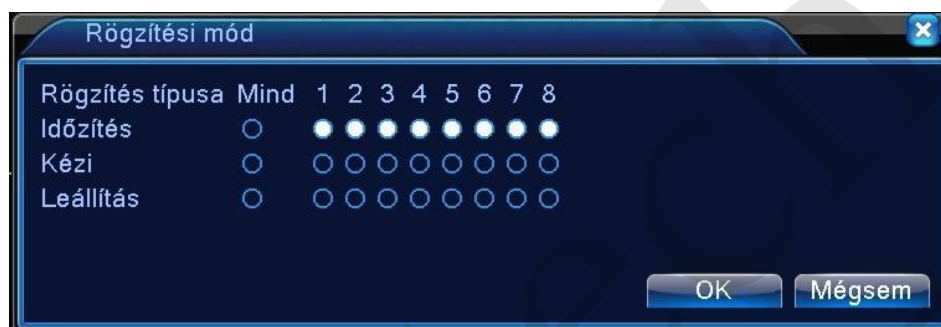 Rögzítési mód
Rögzítés típusa Mind 1 2 3 4 5 6 7 8
Időzítés
Kézi
Leállítás
OK Mégsem